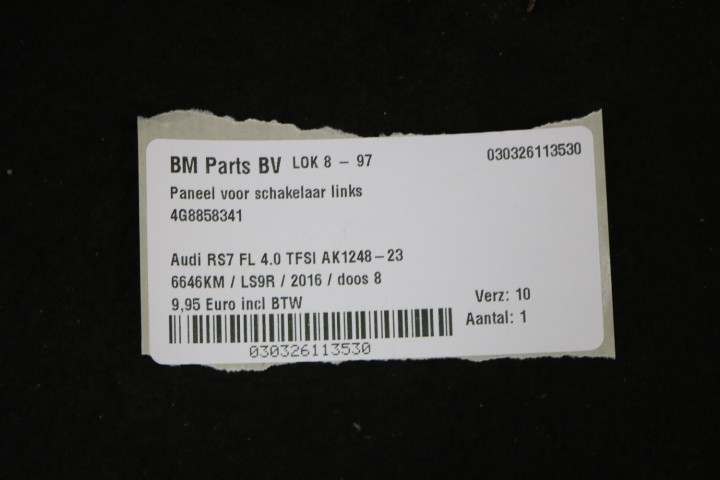 BM Parts BV LOK 8 - 97 030326113530
Paneel voor schakelaar links
4G8858341
Audi RS7 FL 4.0 TFSI AK1248-23
6646KM / LS9R / 2016 / doos 8
9,95 Euro incl BTW Verz: 10
Aantal: 1
030326113530